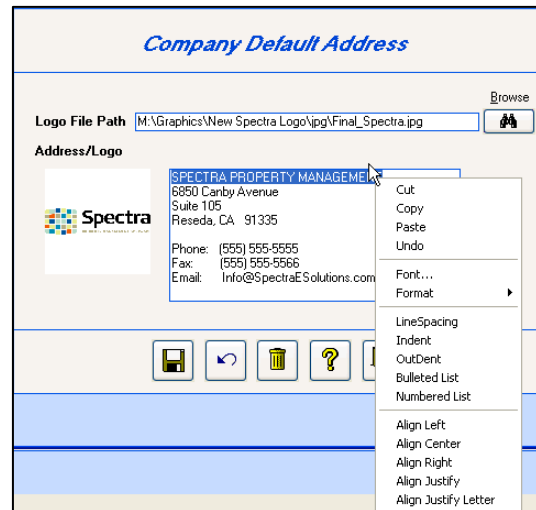 Company Default Address
Browse
Logo File Path M:\Graphics\New Spectra Logo\jpg\Final_Spectra.jpg
Address/Logo
SPECTRA PROPERTY MANAGEME
6850 Canby Avenue
Suite 105
Reseda, CA 91335
Phone: (555) 555-5555
Fax: (555) 555-5566
Email: Info@SpectraESolutions.com
Spectra
Cut
Copy
Paste
Undo
Font...
Format
LineSpacing
Indent
OutDent
Bulleted List
Numbered List
Align Left
Align Center
Align Right
Align Justify
Align Justify Letter